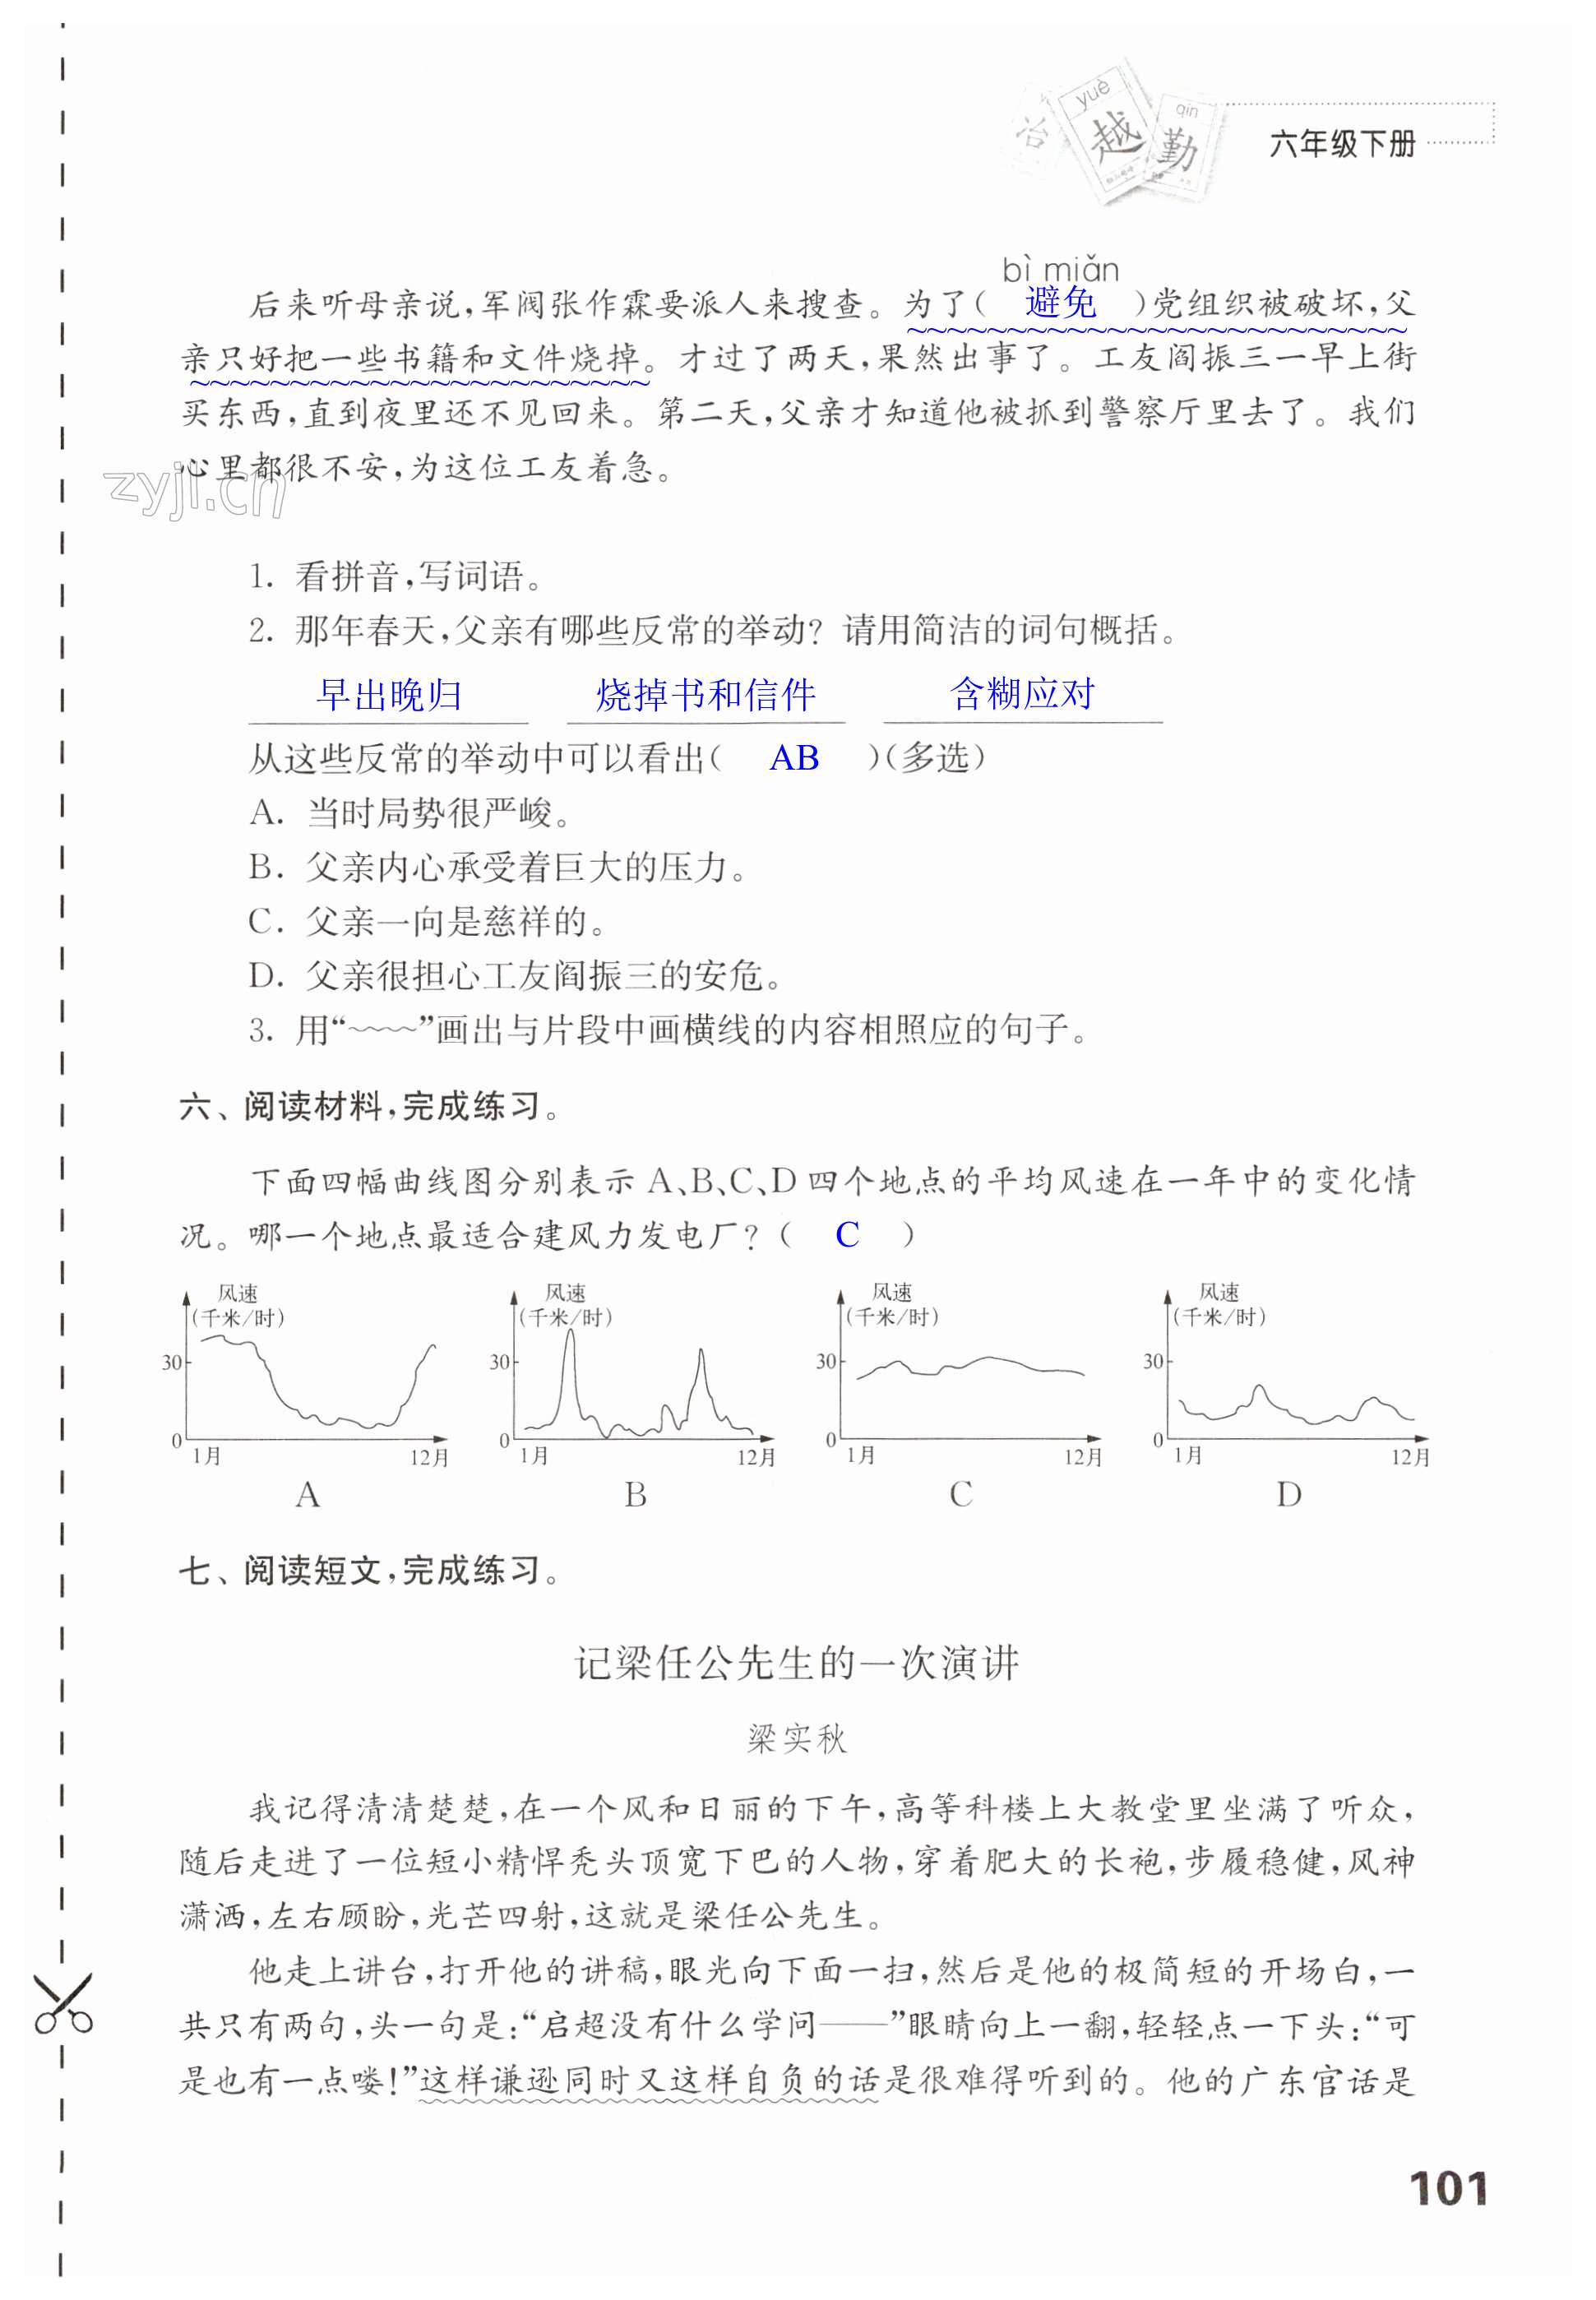 yuè
qín
治
越
勤
六年级下册
bì miǎn
后来听母亲说,军阀张作霖要派人来搜查。为了( 避免 )党组织被破坏,父
亲只好把一些书籍和文件烧掉。才过了两天,果然出事了。工友阎振三一早上街
买东西,直到夜里还不见回来。第二天,父亲才知道他被抓到警察厅里去了。我们
心里都很不安,为这位工友着急。
zyjl.cn
1. 看拼音,写词语。
2. 那年春天,父亲有哪些反常的举动? 请用简洁的词句概括。
早出晚归 烧掉书和信件 含糊应对
从这些反常的举动中可以看出( AB )(多选)
A. 当时局势很严峻。
B. 父亲内心承受着巨大的压力。
C. 父亲一向是慈祥的。
D. 父亲很担心工友阎振三的安危。
3. 用“﹏﹏”画出与片段中画横线的内容相照应的句子。
六、阅读材料,完成练习。
下面四幅曲线图分别表示 A、B、C、D 四个地点的平均风速在一年中的变化情
况。哪一个地点最适合建风力发电厂?( C )
风速 风速 风速 风速
(千米/时) (千米/时) (千米/时) (千米/时)
30 30 30 30
0 0 0 0
1月 12月 1月 12月 1月 12月 1月 12月
A B C D
七、阅读短文,完成练习。
记梁任公先生的一次演讲
梁实秋
我记得清清楚楚,在一个风和日丽的下午,高等科楼上大教堂里坐满了听众,
随后走进了一位短小精悍秃头顶宽下巴的人物,穿着肥大的长袍,步履稳健,风神
潇洒,左右顾盼,光芒四射,这就是梁任公先生。
他走上讲台,打开他的讲稿,眼光向下面一扫,然后是他的极简短的开场白,一
共只有两句,头一句是:“启超没有什么学问——”眼睛向上一翻,轻轻点一下头:“可
是也有一点喽!”这样谦逊同时又这样自负的话是很难得听到的。他的广东官话是
101